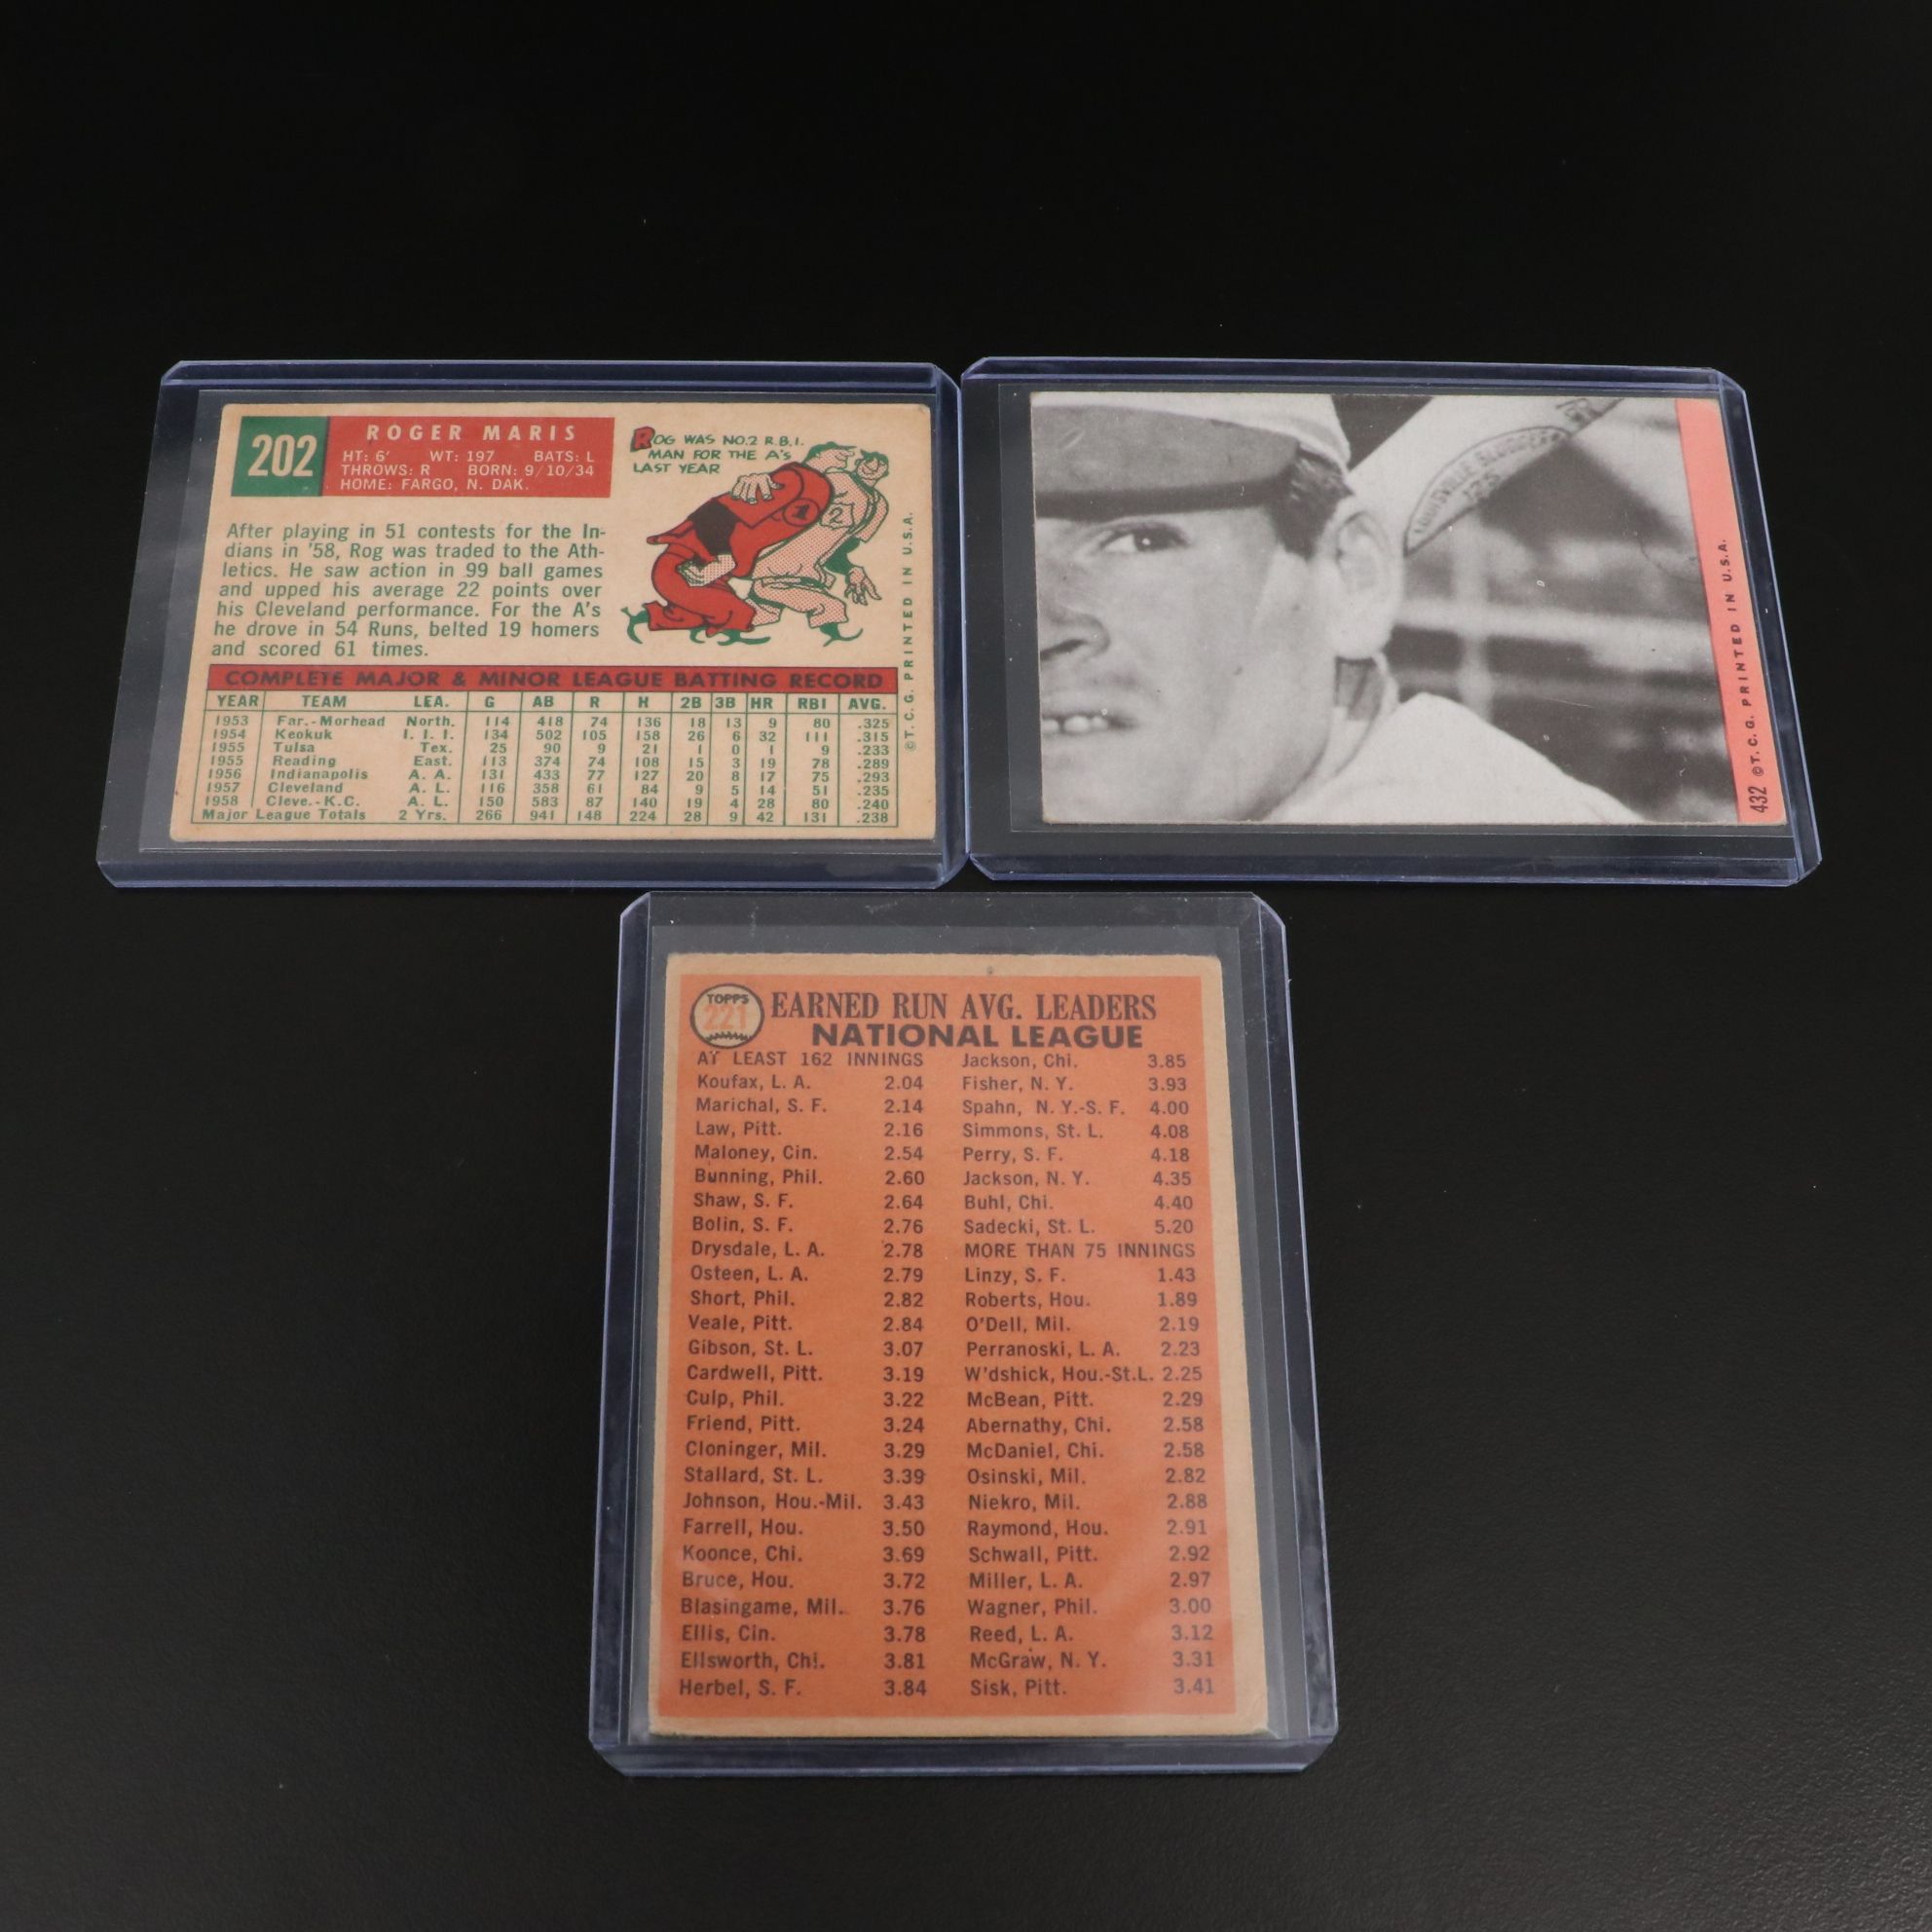 202
ROGER MARIS
HT: 6' WT: 197 BATS: L
THROWS: R BORN: 9/10/34
HOME: FARGO, N. DAK.
ROG WAS NO.2 R.B.I.
MAN FOR THE A's
LAST YEAR
1
2
After playing in 51 contests for the In-
dians in '58, Rog was traded to the Ath-
letics. He saw action in 99 ball games
and upped his average 22 points over
his Cleveland performance. For the A's
he drove in 54 Runs, belted 19 homers
and scored 61 times.
COMPLETE MAJOR & MINOR LEAGUE BATTING RECORD
YEAR TEAM LEA. G AB R H 2B 3B HR RBI AVG.
1953 Far.-Morhead North. 114 418 74 136 18 13 9 80 .325
1954 Keokuk I. I. I. 134 502 105 158 26 6 32 111 .315
1955 Tulsa Tex. 25 90 9 21 1 0 1 9 .233
1955 Reading East. 113 374 74 108 15 3 19 78 .289
1956 Indianapolis A. A. 131 433 77 127 20 8 17 75 .293
1957 Cleveland A. L. 116 358 61 84 9 5 14 51 .235
1958 Cleve.-K.C. A. L. 150 583 87 140 19 4 28 80 .240
Major League Totals 2 Yrs. 266 941 148 224 28 9 42 131 .238
©T.C.G. PRINTED IN U.S.A.
LOUISVILLE SLUGGER
125
432 ©T.C.G. PRINTED IN U.S.A.
TOPPS
221
EARNED RUN AVG. LEADERS
NATIONAL LEAGUE
AT LEAST 162 INNINGS
Koufax, L. A. 2.04
Marichal, S. F. 2.14
Law, Pitt. 2.16
Maloney, Cin. 2.54
Bunning, Phil. 2.60
Shaw, S. F. 2.64
Bolin, S. F. 2.76
Drysdale, L. A. 2.78
Osteen, L. A. 2.79
Short, Phil. 2.82
Veale, Pitt. 2.84
Gibson, St. L. 3.07
Cardwell, Pitt. 3.19
Culp, Phil. 3.22
Friend, Pitt. 3.24
Cloninger, Mil. 3.29
Stallard, St. L. 3.39
Johnson, Hou.-Mil. 3.43
Farrell, Hou. 3.50
Koonce, Chi. 3.69
Bruce, Hou. 3.72
Blasingame, Mil. 3.76
Ellis, Cin. 3.78
Ellsworth, Chi. 3.81
Herbel, S. F. 3.84
Jackson, Chi. 3.85
Fisher, N. Y. 3.93
Spahn, N. Y.-S. F. 4.00
Simmons, St. L. 4.08
Perry, S. F. 4.18
Jackson, N. Y. 4.35
Buhl, Chi. 4.40
Sadecki, St. L. 5.20
MORE THAN 75 INNINGS
Linzy, S. F. 1.43
Roberts, Hou. 1.89
O'Dell, Mil. 2.19
Perranoski, L. A. 2.23
W'dshick, Hou.-St.L. 2.25
McBean, Pitt. 2.29
Abernathy, Chi. 2.58
McDaniel, Chi. 2.58
Osinski, Mil. 2.82
Niekro, Mil. 2.88
Raymond, Hou. 2.91
Schwall, Pitt. 2.92
Miller, L. A. 2.97
Wagner, Phil. 3.00
Reed, L. A. 3.12
McGraw, N. Y. 3.31
Sisk, Pitt. 3.41